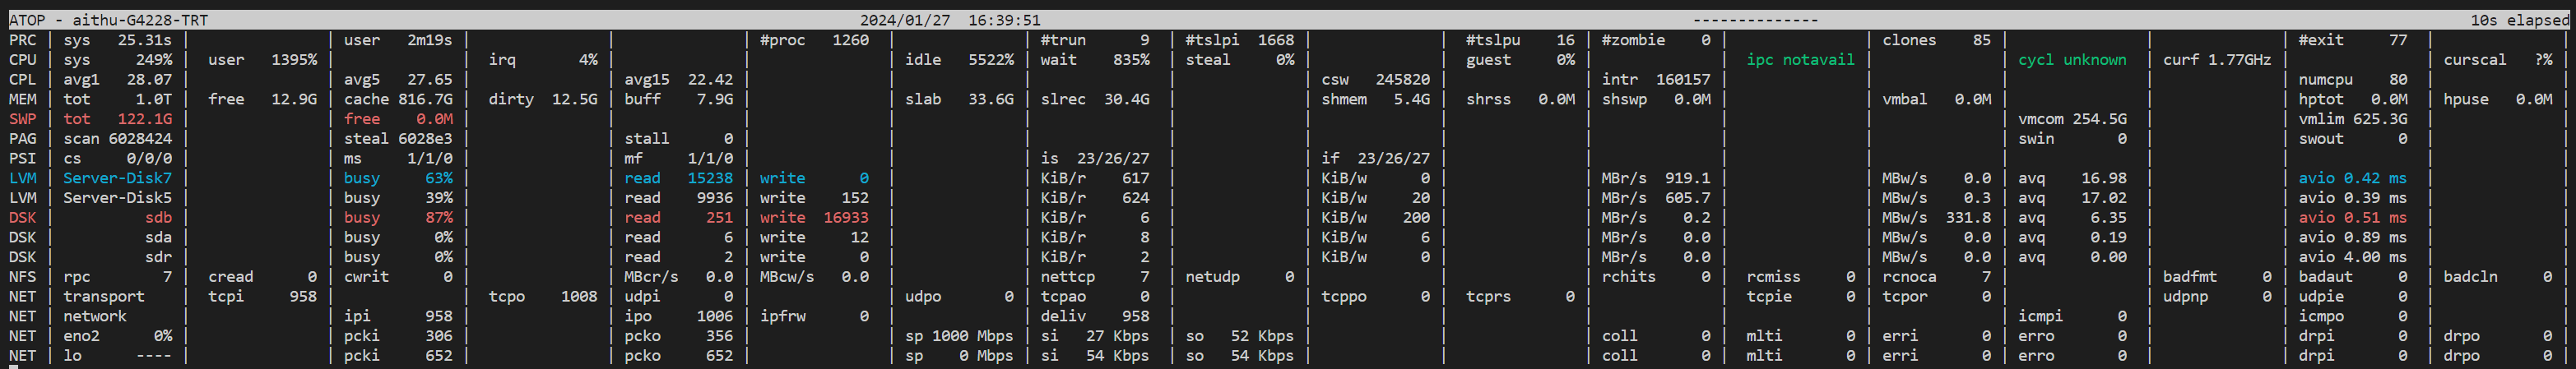 ATOP - aithu-G4228-TRT 2024/01/27 16:39:51 -------------- 10s elapsed
PRC | sys 25.31s | | user 2m19s | | | #proc 1260 | | #trun 9 | #tslpi 1668 | | #tslpu 16 | #zombie 0 | | clones 85 | | | #exit 77 | |
CPU | sys 249% | user 1395% | | irq 4% | | | idle 5522% | wait 835% | steal 0% | | guest 0% | | ipc notavail | | cycl unknown | curf 1.77GHz | | curscal ?% |
CPL | avg1 28.07 | | avg5 27.65 | | avg15 22.42 | | | | | csw 245820 | | intr 160157 | | | | | numcpu 80 | |
MEM | tot 1.0T | free 12.9G | cache 816.7G | dirty 12.5G | buff 7.9G | | slab 33.6G | slrec 30.4G | | shmem 5.4G | shrss 0.0M | shswp 0.0M | | vmbal 0.0M | | | hptot 0.0M | hpuse 0.0M |
SWP | tot 122.1G | | free 0.0M | | | | | | | | | | | | vmcom 254.5G | | vmlim 625.3G | |
PAG | scan 6028424 | | steal 6028e3 | | stall 0 | | | | | | | | | | swin 0 | | swout 0 | |
PSI | cs 0/0/0 | | ms 1/1/0 | | mf 1/1/0 | | | is 23/26/27 | | if 23/26/27 | | | | | | | | |
LVM | Server-Disk7 | | busy 63% | | read 15238 | write 0 | | KiB/r 617 | | KiB/w 0 | | MBr/s 919.1 | | MBw/s 0.0 | avq 16.98 | | avio 0.42 ms | |
LVM | Server-Disk5 | | busy 39% | | read 9936 | write 152 | | KiB/r 624 | | KiB/w 20 | | MBr/s 605.7 | | MBw/s 0.3 | avq 17.02 | | avio 0.39 ms | |
DSK | sdb | | busy 87% | | read 251 | write 16933 | | KiB/r 6 | | KiB/w 200 | | MBr/s 0.2 | | MBw/s 331.8 | avq 6.35 | | avio 0.51 ms | |
DSK | sda | | busy 0% | | read 6 | write 12 | | KiB/r 8 | | KiB/w 6 | | MBr/s 0.0 | | MBw/s 0.0 | avq 0.19 | | avio 0.89 ms | |
DSK | sdr | | busy 0% | | read 2 | write 0 | | KiB/r 2 | | KiB/w 0 | | MBr/s 0.0 | | MBw/s 0.0 | avq 0.00 | | avio 4.00 ms | |
NFS | rpc 7 | cread 0 | cwrit 0 | | MBcr/s 0.0 | MBcw/s 0.0 | | nettcp 7 | netudp 0 | | | rchits 0 | rcmiss 0 | rcnoca 7 | | badfmt 0 | badaut 0 | badcln 0 |
NET | transport | tcpi 958 | | tcpo 1008 | udpi 0 | | udpo 0 | tcpao 0 | | tcppo 0 | tcprs 0 | | tcpie 0 | tcpor 0 | | udpnp 0 | udpie 0 | |
NET | network | | ipi 958 | | ipo 1006 | ipfrw 0 | | deliv 958 | | | | | | | icmpi 0 | | icmpo 0 | |
NET | eno2 0% | | pcki 306 | | pcko 356 | | sp 1000 Mbps | si 27 Kbps | so 52 Kbps | | | coll 0 | mlti 0 | erri 0 | erro 0 | | drpi 0 | drpo 0 |
NET | lo ---- | | pcki 652 | | pcko 652 | | sp 0 Mbps | si 54 Kbps | so 54 Kbps | | | coll 0 | mlti 0 | erri 0 | erro 0 | | drpi 0 | drpo 0 |